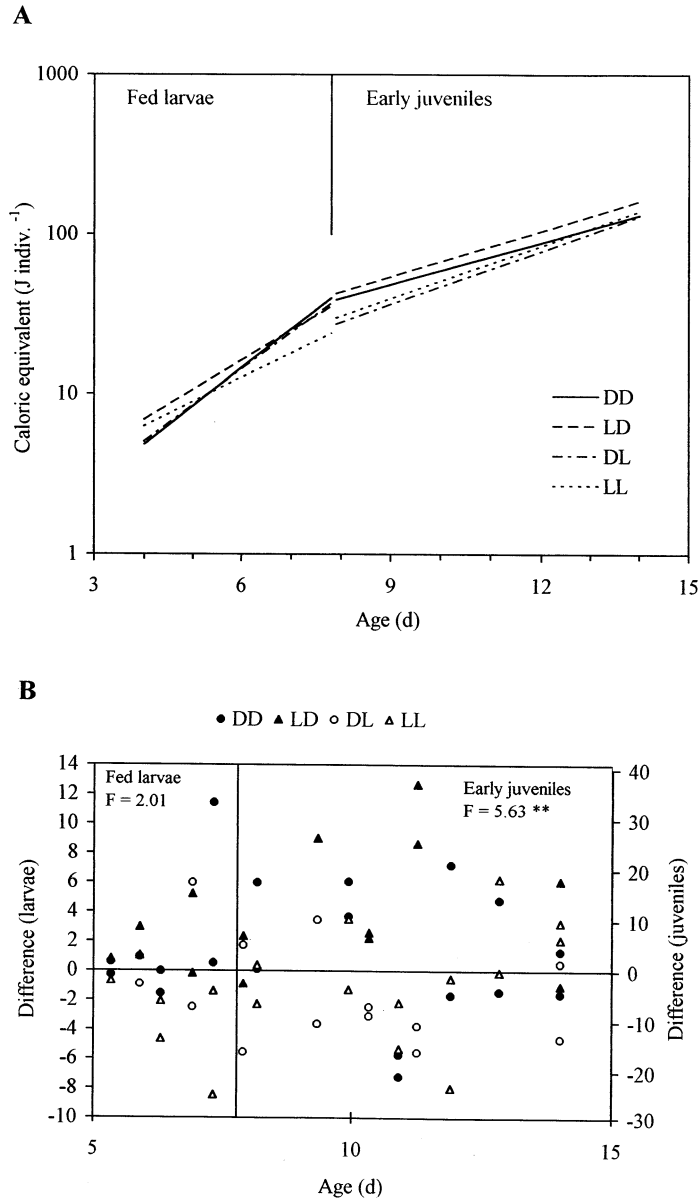 A
1000
Fed larvae
Early juveniles
100
Caloric equivalent (J indiv. -1)
10
DD
LD
DL
LL
1
3
6
9
12
15
Age (d)
B
DD LD DL LL
14
Fed larvae
F = 2.01
Early juveniles
F = 5.63 **
40
12
10
30
8
6
20
4
10
2
0
0
-2
-10
-4
-6
-20
-8
-10
-30
Difference (larvae)
Difference (juveniles)
5
10
15
Age (d)